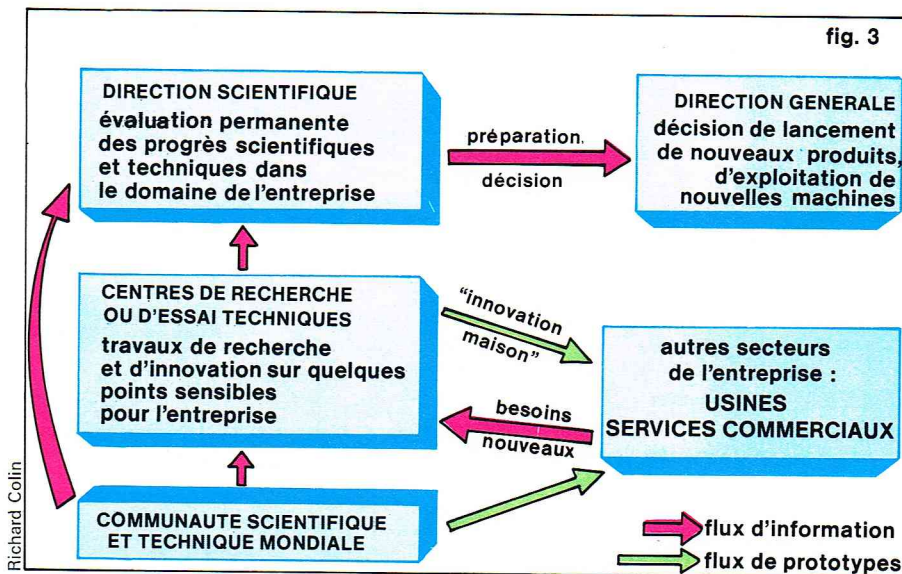 fig. 3
DIRECTION SCIENTIFIQUE
évaluation permanente
des progrès scientifiques
et techniques dans
le domaine de l'entreprise
préparation
décision
DIRECTION GENERALE
décision de lancement
de nouveaux produits,
d'exploitation de
nouvelles machines
CENTRES DE RECHERCHE
OU D'ESSAI TECHNIQUES
travaux de recherche
et d'innovation sur quelques
points sensibles
pour l'entreprise
"innovation
maison"
besoins
nouveaux
autres secteurs
de l'entreprise :
USINES
SERVICES COMMERCIAUX
COMMUNAUTE SCIENTIFIQUE
ET TECHNIQUE MONDIALE
flux d'information
flux de prototypes
Richard Colin